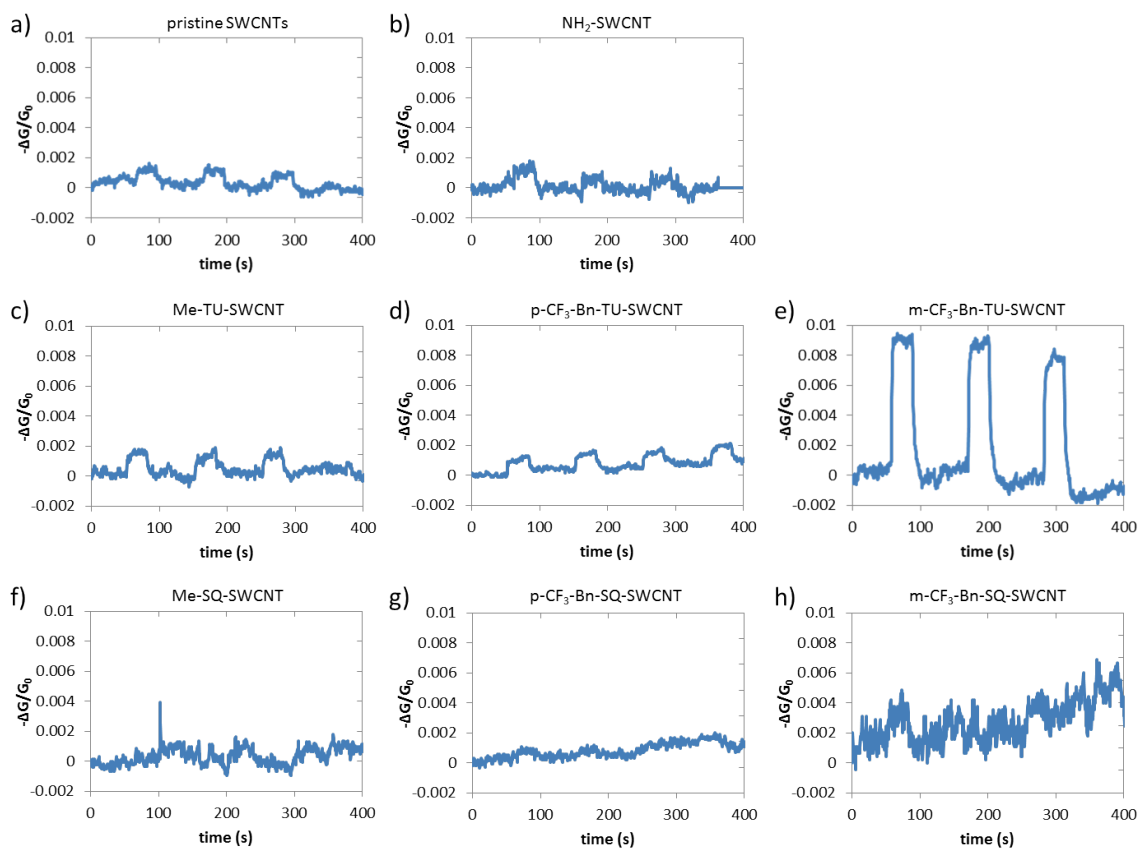 a)
pristine SWCNTs
0.01
0.008
0.006
0.004
0.002
0
-0.002
-ΔG/G₀
0 100 200 300 400
time (s)
b)
NH₂-SWCNT
0.01
0.008
0.006
0.004
0.002
0
-0.002
-ΔG/G₀
0 100 200 300 400
time (s)
c)
Me-TU-SWCNT
0.01
0.008
0.006
0.004
0.002
0
-0.002
-ΔG/G₀
0 100 200 300 400
time (s)
d)
p-CF₃-Bn-TU-SWCNT
0.01
0.008
0.006
0.004
0.002
0
-0.002
-ΔG/G₀
0 100 200 300 400
time (s)
e)
m-CF₃-Bn-TU-SWCNT
0.01
0.008
0.006
0.004
0.002
0
-0.002
-ΔG/G₀
0 100 200 300 400
time (s)
f)
Me-SQ-SWCNT
0.01
0.008
0.006
0.004
0.002
0
-0.002
-ΔG/G₀
0 100 200 300 400
time (s)
g)
p-CF₃-Bn-SQ-SWCNT
0.01
0.008
0.006
0.004
0.002
0
-0.002
-ΔG/G₀
0 100 200 300 400
time (s)
h)
m-CF₃-Bn-SQ-SWCNT
0.01
0.008
0.006
0.004
0.002
0
-0.002
-ΔG/G₀
0 100 200 300 400
time (s)